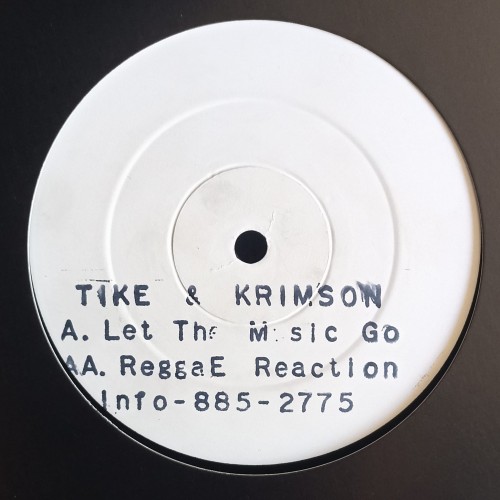 TIKE & KRIMSON
A. Let The Music Go
AA. ReggaE Reaction
Info-885-2775